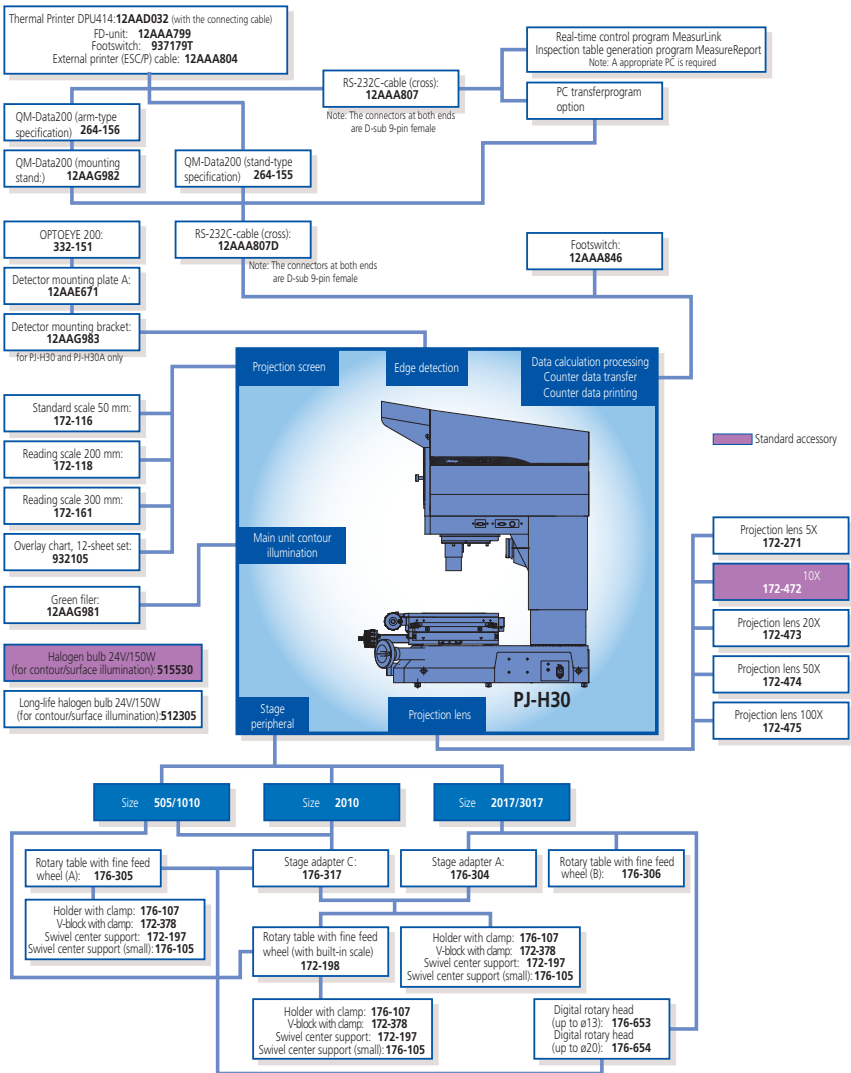 Thermal Printer DPU414:12AAD032 (with the connecting cable)
FD-unit: 12AAA799
Footswitch: 937179T
External printer (ESC/P) cable: 12AAA804
Real-time control program MeasurLink
Inspection table generation program MeasureReport
Note: A appropriate PC is required
RS-232C-cable (cross):
12AAA807
Note: The connectors at both ends
are D-sub 9-pin female
PC transferprogram
option
QM-Data200 (arm-type
specification) 264-156
QM-Data200 (mounting
stand:) 12AAG982
QM-Data200 (stand-type
specification) 264-155
OPTOEYE 200:
332-151
RS-232C-cable (cross):
12AAA807D
Note: The connectors at both ends
are D-sub 9-pin female
Footswitch:
12AAA846
Detector mounting plate A:
12AAE671
Detector mounting bracket:
12AAG983
for PJ-H30 and PJ-H30A only
Projection screen
Edge detection
Data calculation processing
Counter data transfer
Counter data printing
Standard scale 50 mm:
172-116
Reading scale 200 mm:
172-118
Reading scale 300 mm:
172-161
Overlay chart, 12-sheet set:
932105
Green filer:
12AAG981
Main unit contour
illumination
Standard accessory
Halogen bulb 24V/150W
(for contour/surface illumination):515530
Long-life halogen bulb 24V/150W
(for contour/surface illumination):512305
Projection lens 5X
172-271
10X
172-472
Projection lens 20X
172-473
Projection lens 50X
172-474
Projection lens 100X
172-475
PJ-H30
Stage
peripheral
Projection lens
Size 505/1010
Size 2010
Size 2017/3017
Rotary table with fine feed
wheel (A): 176-305
Stage adapter C:
176-317
Stage adapter A:
176-304
Rotary table with fine feed
wheel (B): 176-306
Holder with clamp: 176-107
V-block with clamp: 172-378
Swivel center support: 172-197
Swivel center support (small):176-105
Rotary table with fine feed
wheel (with built-in scale)
172-198
Holder with clamp: 176-107
V-block with clamp: 172-378
Swivel center support: 172-197
Swivel center support (small):176-105
Holder with clamp: 176-107
V-block with clamp: 172-378
Swivel center support: 172-197
Swivel center support (small):176-105
Digital rotary head
(up to ø13): 176-653
Digital rotary head
(up to ø20): 176-654